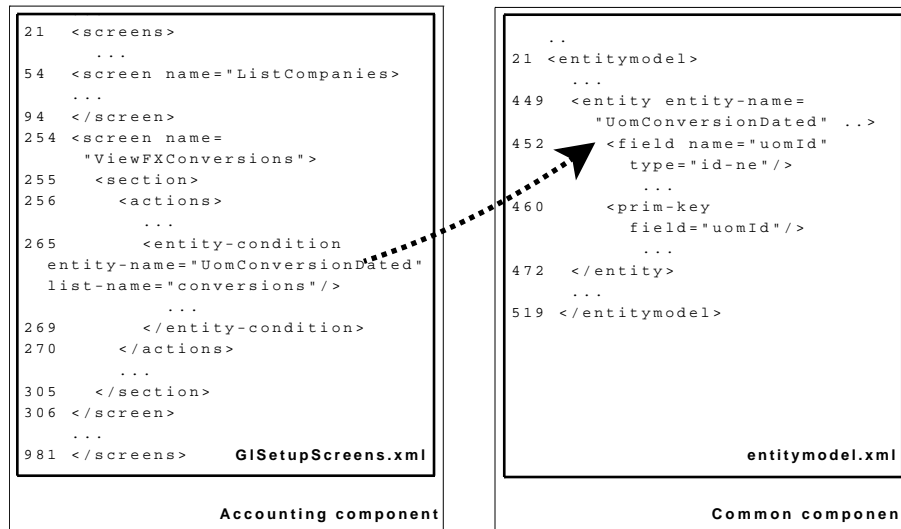 21 <screens>
...
54 <screen name="ListCompanies>
...
94 </screen>
254 <screen name=
"ViewFXConversions">
255 <section>
256 <actions>
...
265 <entity-condition
entity-name="UomConversionDated"
list-name="conversions"/>
...
269 </entity-condition>
270 </actions>
...
305 </section>
306 </screen>
...
981 </screens> GlSetupScreens.xml
Accounting component
..
21 <entitymodel>
...
449 <entity entity-name=
"UomConversionDated" ..>
452 <field name="uomId"
type="id-ne"/>
...
460 <prim-key
field="uomId"/>
...
472 </entity>
...
519 </entitymodel>
entitymodel.xml
Common componen